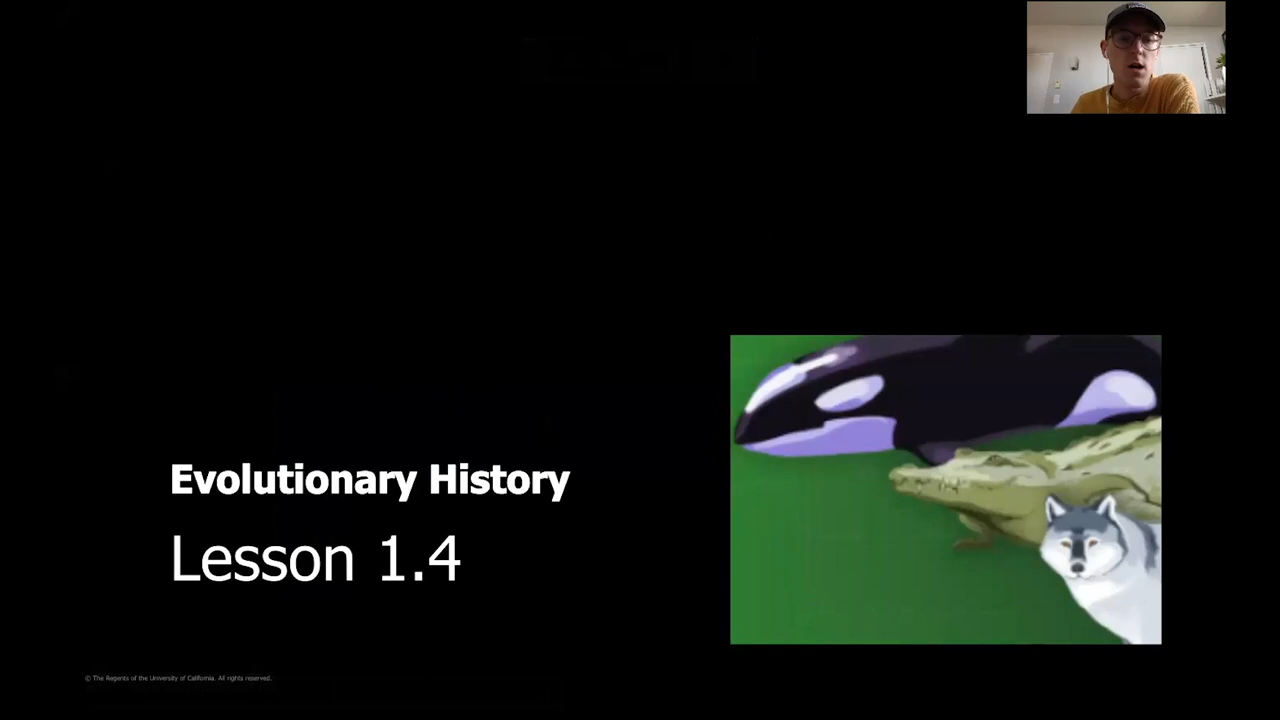 Evolutionary History
Lesson 1.4
© The Regents of the University of California. All rights reserved.